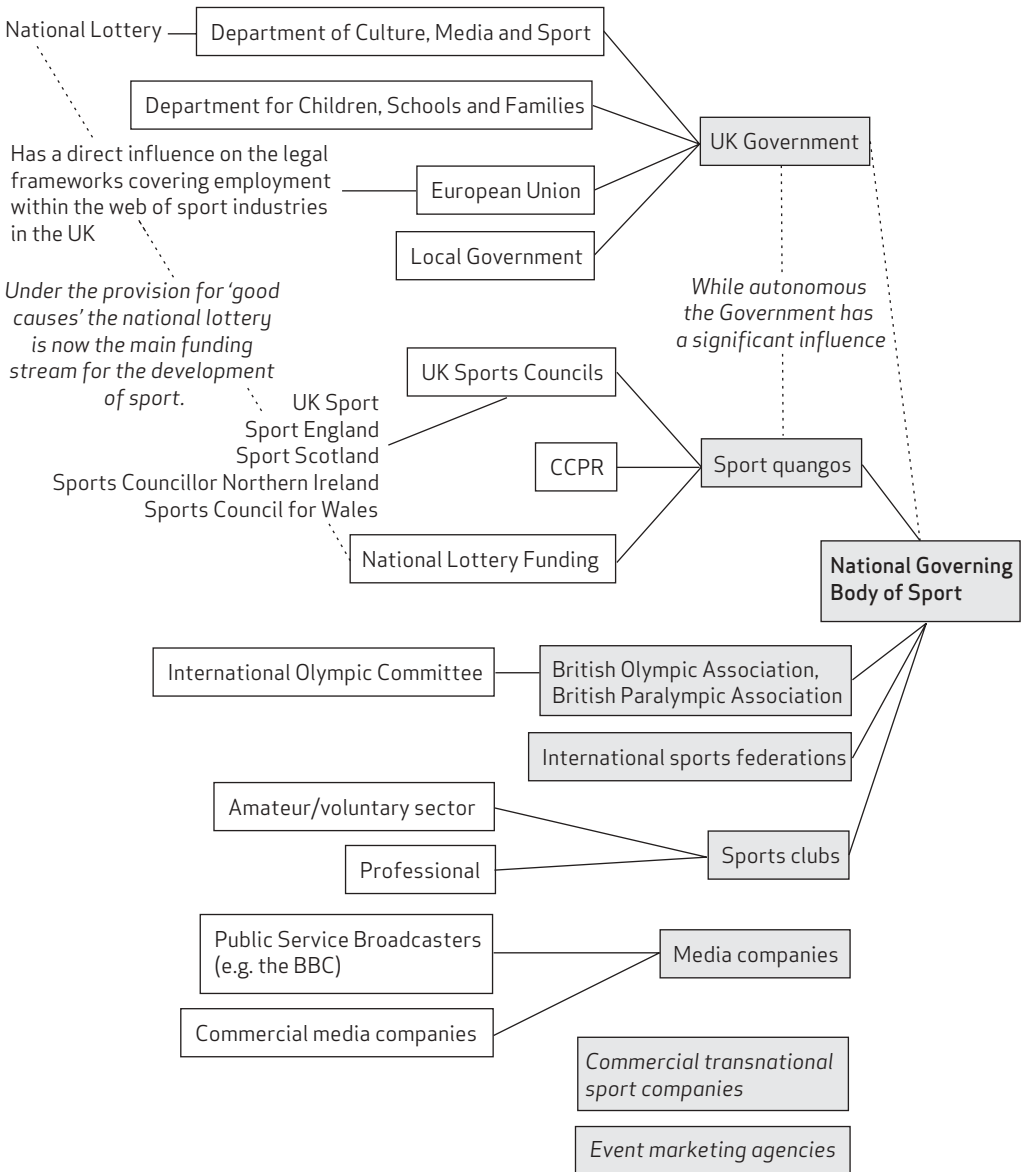 National Lottery
Department of Culture, Media and Sport
Department for Children, Schools and Families
UK Government
Has a direct influence on the legal
frameworks covering employment
within the web of sport industries
in the UK
European Union
Local Government
Under the provision for ‘good
causes’ the national lottery
is now the main funding
stream for the development
of sport.
While autonomous
the Government has
a significant influence
UK Sports Councils
UK Sport
Sport England
Sport Scotland
Sports Councillor Northern Ireland
Sports Council for Wales
CCPR
Sport quangos
National Lottery Funding
National Governing
Body of Sport
International Olympic Committee
British Olympic Association,
British Paralympic Association
International sports federations
Amateur/voluntary sector
Professional
Sports clubs
Public Service Broadcasters
(e.g. the BBC)
Media companies
Commercial media companies
Commercial transnational
sport companies
Event marketing agencies